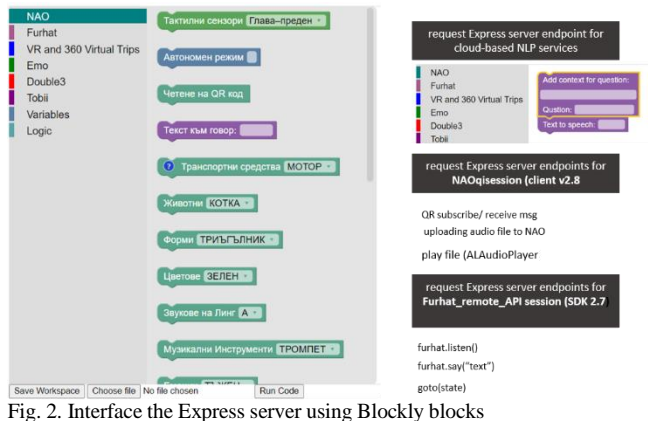 NAO
Furhat
VR and 360 Virtual Trips
Emo
Double3
Tobii
Variables
Logic
Тактилни сензори Глава–преден
Автономен режим
Четене на QR код
Текст към говор:
? Транспортни средства МОТОР
Животни КОТКА
Форми ТРИЪГЪЛНИК
Цветове ЗЕЛЕН
Звукове на Линг А
Музикални Инструменти ТРОМПЕТ
Save Workspace Choose file No file chosen Run Code
request Express server endpoint for
cloud-based NLP services
NAO
Furhat
VR and 360 Virtual Trips
Emo
Double3
Tobii
Add context for question:
Qustion:
Text to speech:
request Express server endpoints for
NAOqisession (client v2.8
QR subscribe/ receive msg
uploading audio file to NAO
play file (ALAudioPlayer
request Express server endpoints for
Furhat_remote_API session (SDK 2.7)
furhat.listen()
furhat.say("text")
goto(state)
Fig. 2. Interface the Express server using Blockly blocks